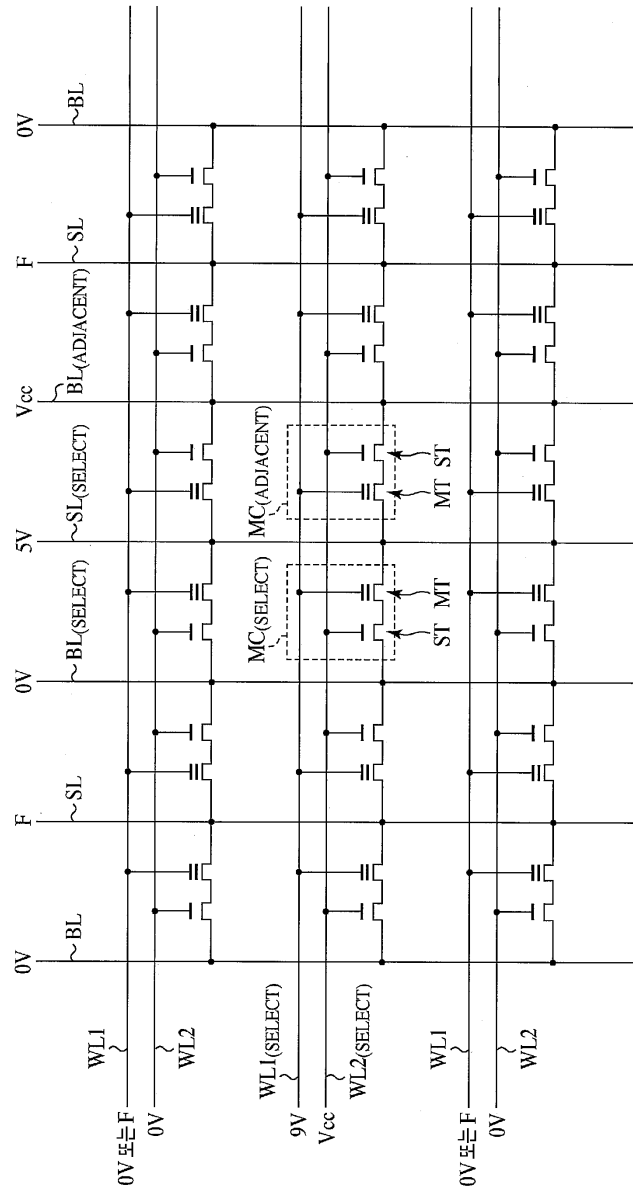 0V F 0V 5V Vcc F 0V
BL SL BL(SELECT) SL(SELECT) BL(ADJACENT) SL BL
WL1
0V 또는 F
WL2
0V
MC(SELECT) MC(ADJACENT)
WL1(SELECT)
9V
WL2(SELECT)
Vcc
ST MT MT ST
WL1
0V 또는 F
WL2
0V